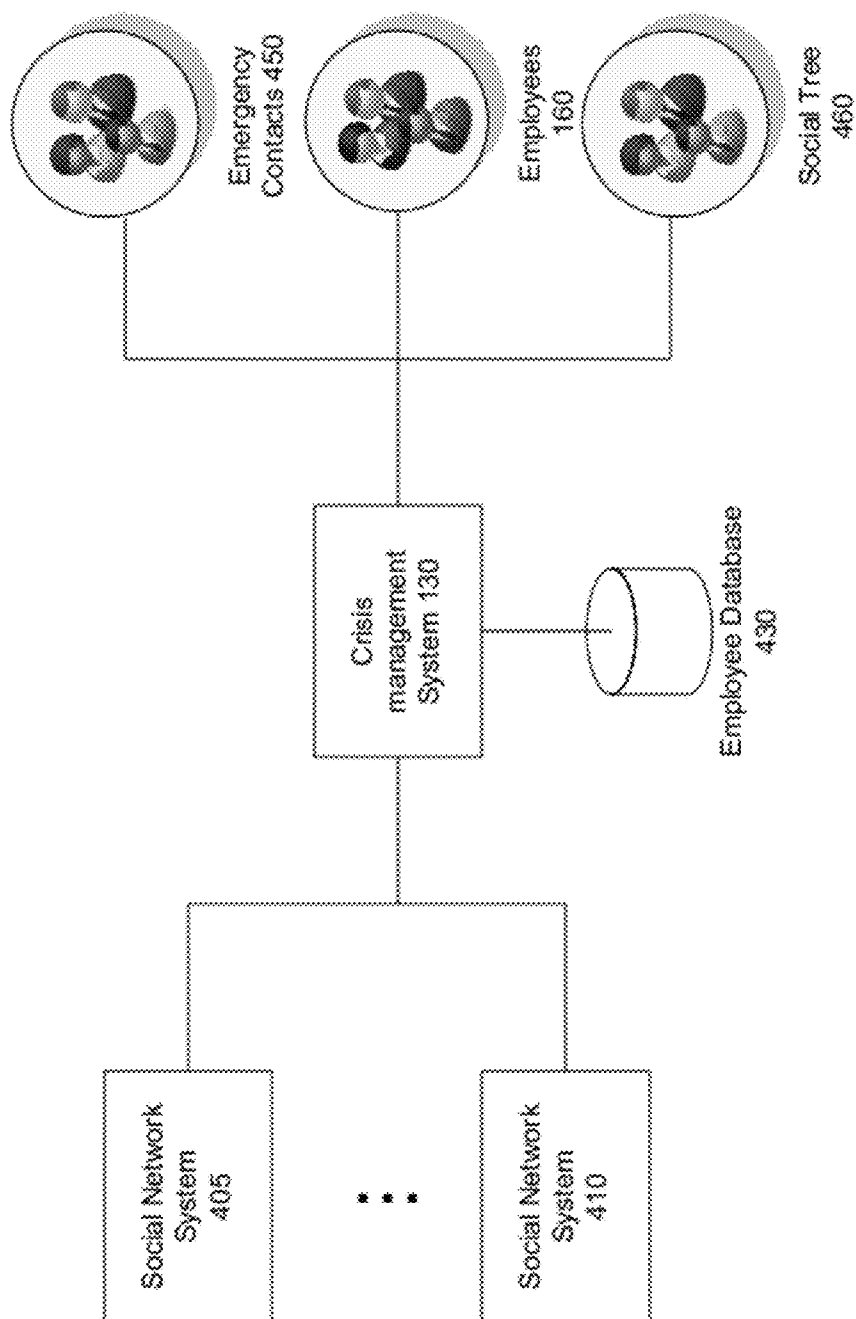 Social Network
System
405
Social Network
System
410
Crisis
management
System 130
Employee Database
430
Emergency
Contacts 450
Employees
160
Social Tree
460